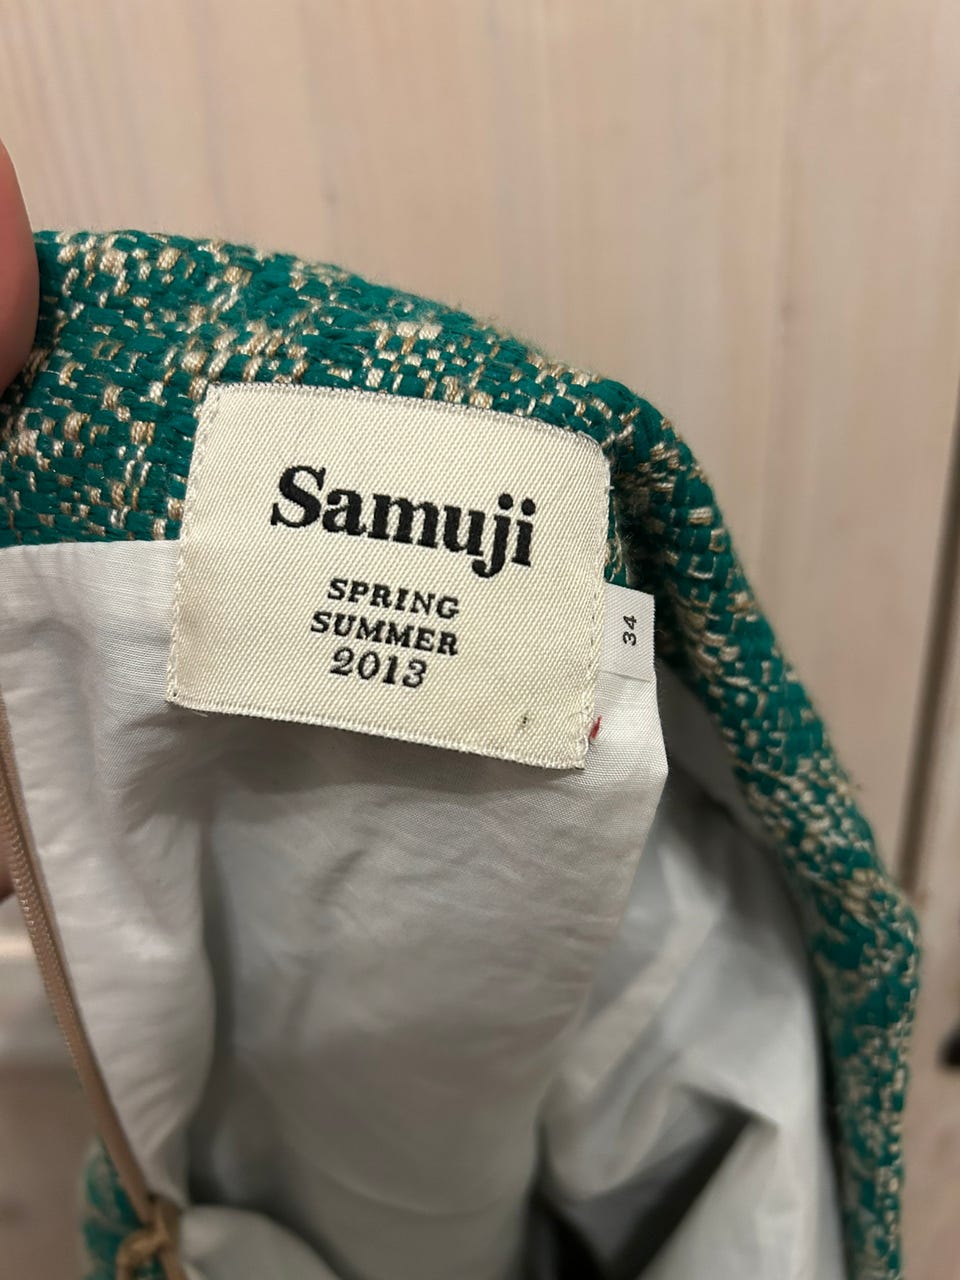 Samuji
SPRING
SUMMER
2013
34